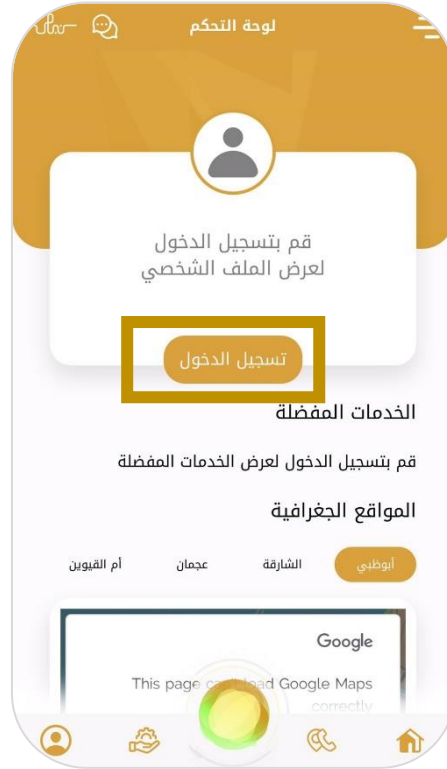 لوحة التحكم
قم بتسجيل الدخول
لعرض الملف الشخصي
تسجيل الدخول
الخدمات المفضلة
قم بتسجيل الدخول لعرض الخدمات المفضلة
المواقع الجغرافية
أبوظبي الشارقة عجمان أم القيوين
Google
This page can't load Google Maps
correctly